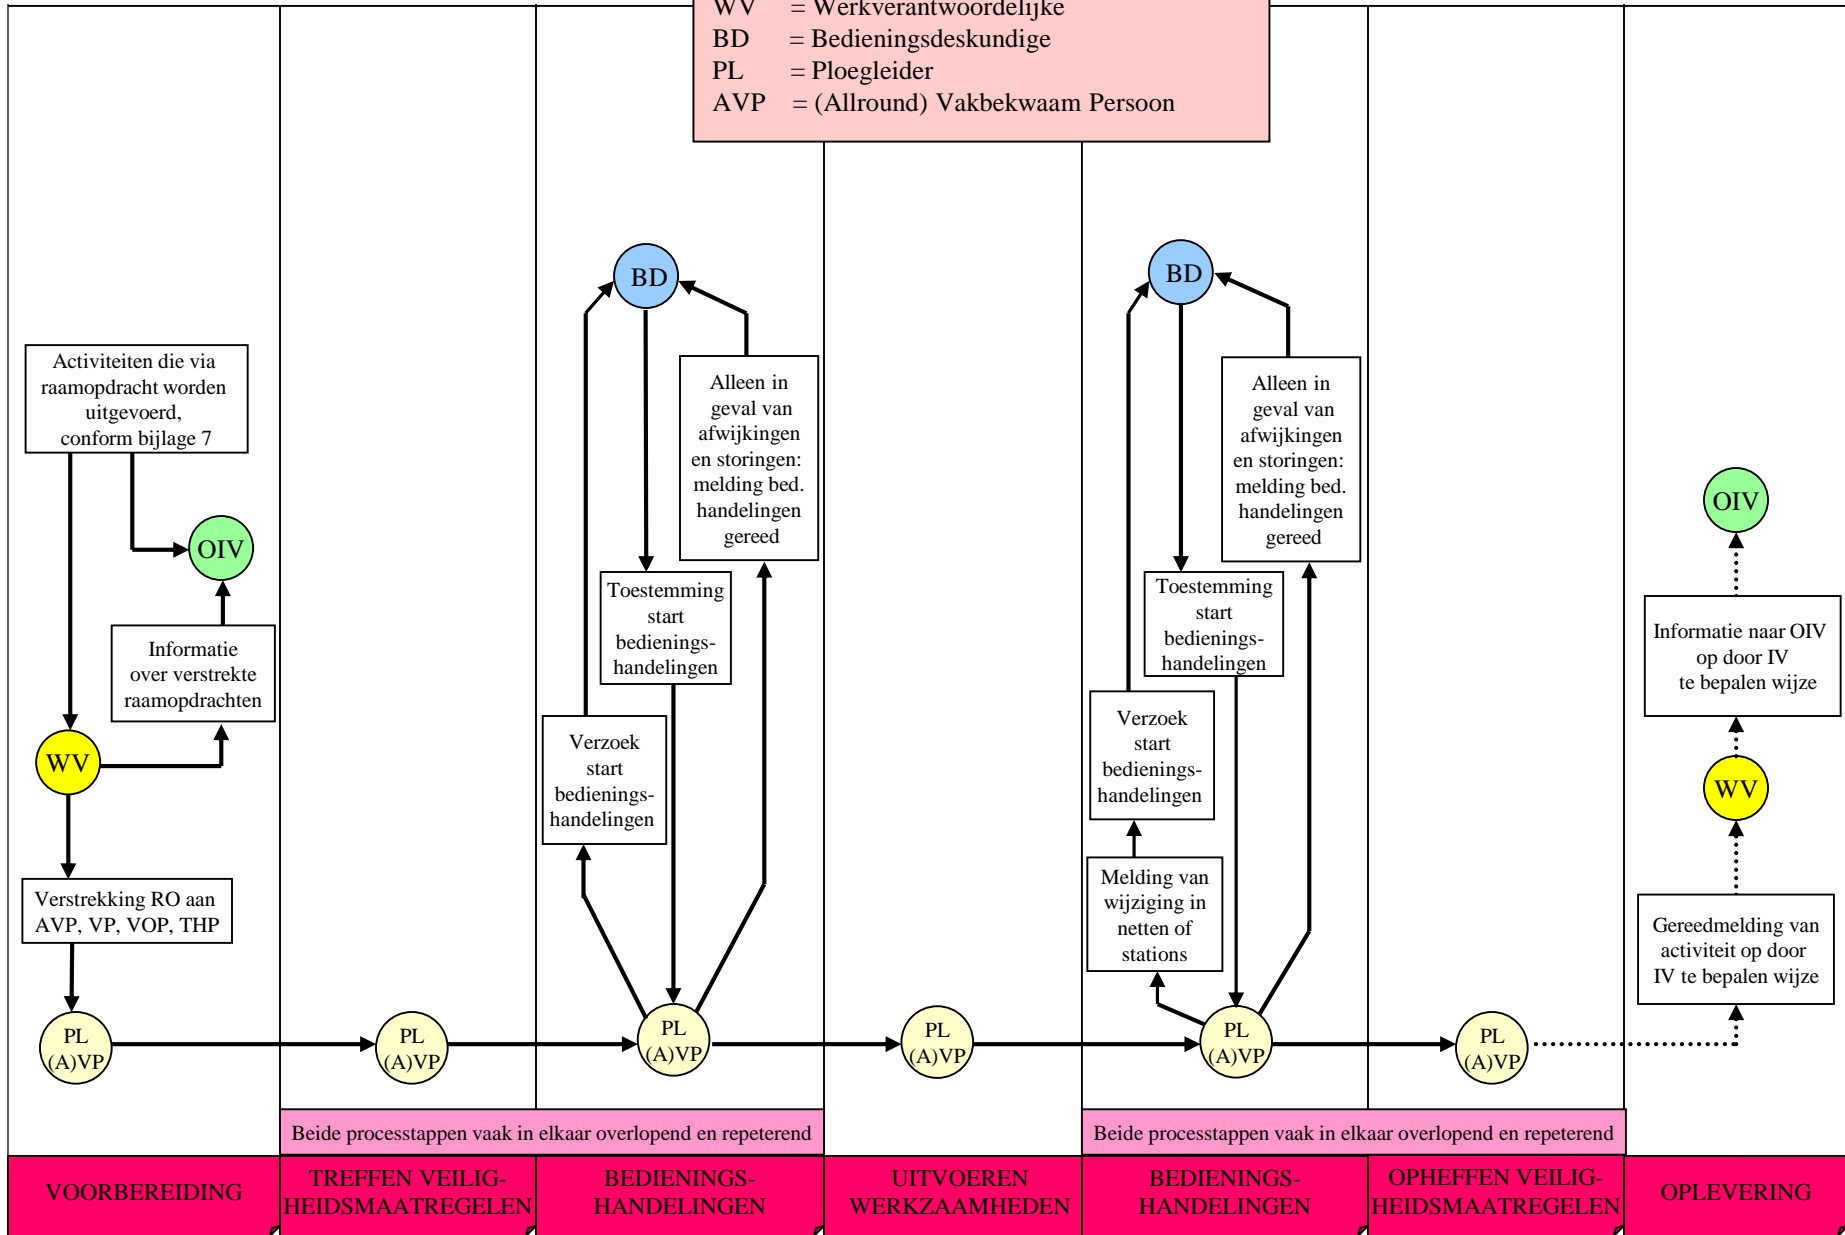 WV = Werkverantwoordelijke
BD = Bedieningsdeskundige
PL = Ploegleider
AVP = (Allround) Vakbekwaam Persoon
Activiteiten die via
raamopdracht worden
uitgevoerd,
conform bijlage 7
OIV
Informatie
over verstrekte
raamopdrachten
WV
Verstrekking RO aan
AVP, VP, VOP, THP
PL
(A)VP
PL
(A)VP
BD
Alleen in
geval van
afwijkingen
en storingen:
melding bed.
handelingen
gereed
Toestemming
start
bedienings-
handelingen
Verzoek
start
bedienings-
handelingen
PL
(A)VP
PL
(A)VP
BD
Alleen in
geval van
afwijkingen
en storingen:
melding bed.
handelingen
gereed
Toestemming
start
bedienings-
handelingen
Verzoek
start
bedienings-
handelingen
Melding van
wijziging in
netten of
stations
PL
(A)VP
PL
(A)VP
OIV
Informatie naar OIV
op door IV
te bepalen wijze
WV
Gereedmelding van
activiteit op door
IV te bepalen wijze
Beide processtappen vaak in elkaar overlopend en repeterend
Beide processtappen vaak in elkaar overlopend en repeterend
VOORBEREIDING
TREFFEN VEILIG-
HEIDSMAATREGELEN
BEDIENINGS-
HANDELINGEN
UITVOEREN
WERKZAAMHEDEN
BEDIENINGS-
HANDELINGEN
OPHEFFEN VEILIG-
HEIDSMAATREGELEN
OPLEVERING